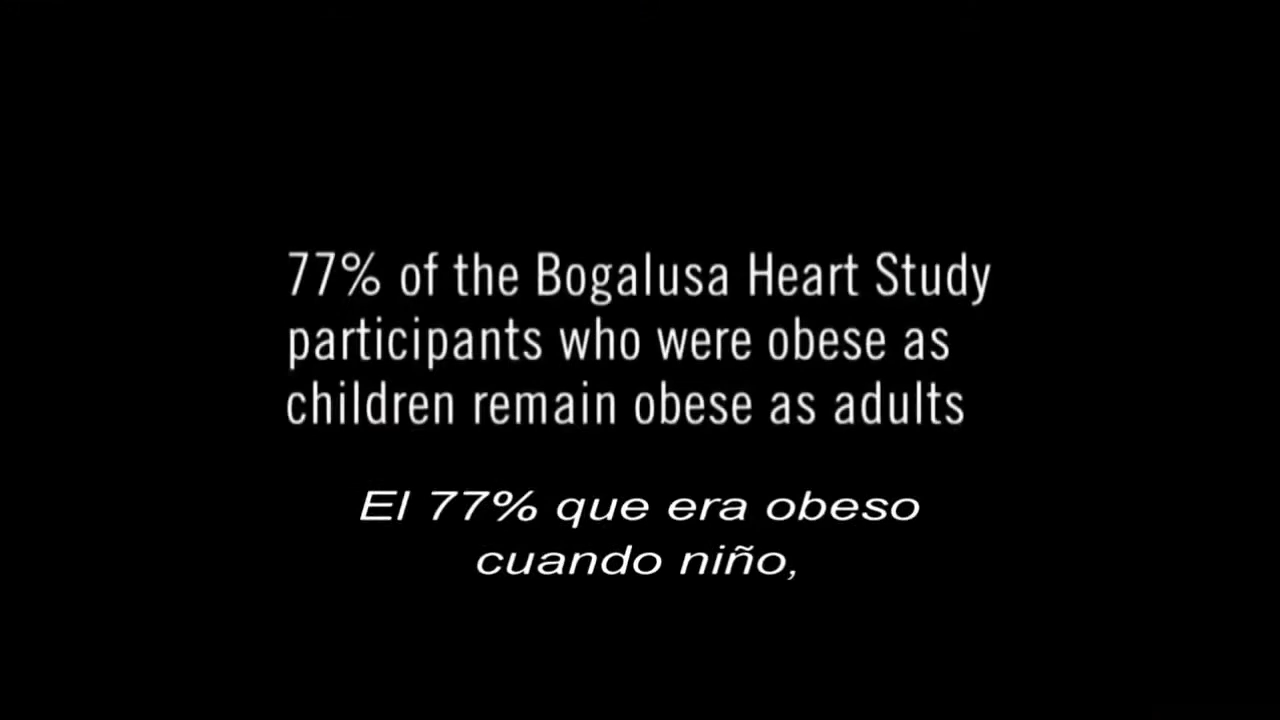 77% of the Bogalusa Heart Study
participants who were obese as
children remain obese as adults
El 77% que era obeso
cuando niño,